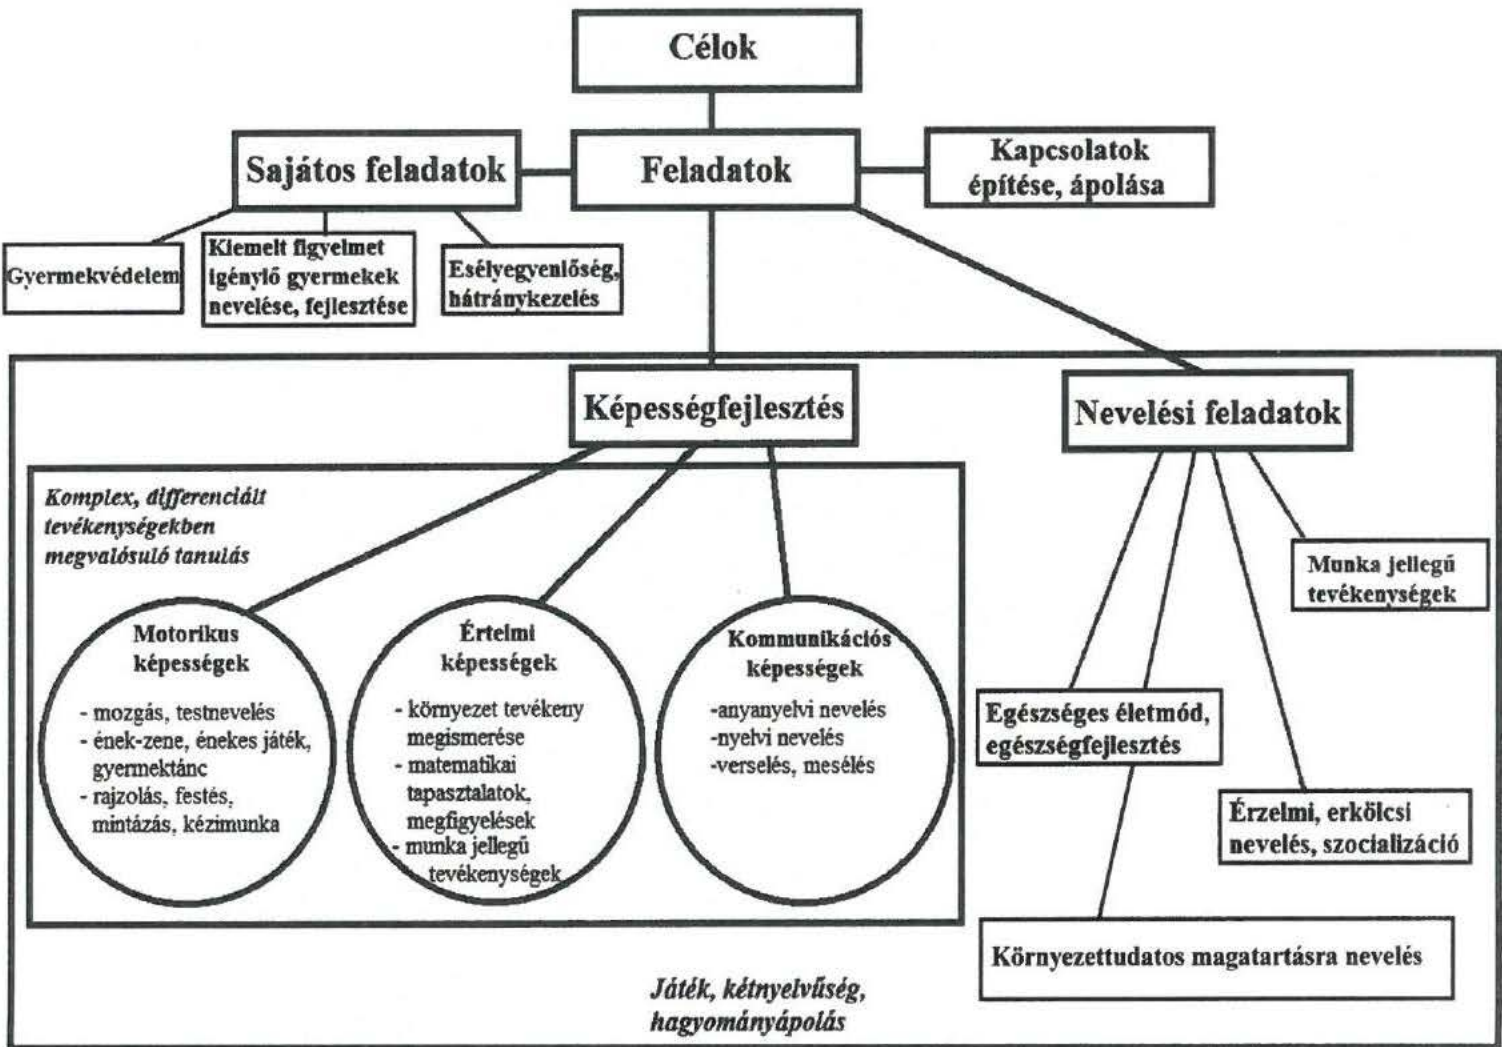 Célok
Sajátos feladatok
Feladatok
Kapcsolatok
építése, ápolása
Gyermekvédelem
Kiemelt figyelmet
igénylő gyermekek
nevelése, fejlesztése
Esélyegyenlőség,
hátránykezelés
Képességfejlesztés
Nevelési feladatok
Komplex, differenciált
tevékenységekben
megvalósuló tanulás
Motorikus
képességek
- mozgás, testnevelés
- ének-zene, énekes játék,
gyermektánc
- rajzolás, festés,
mintázás, kézimunka
Értelmi
képességek
- környezet tevékeny
megismerése
- matematikai
tapasztalatok,
megfigyelések
- munka jellegű
tevékenységek
Kommunikációs
képességek
-anyanyelvi nevelés
-nyelvi nevelés
-verselés, mesélés
Munka jellegű
tevékenységek
Egészséges életmód,
egészségfejlesztés
Érzelmi, erkölcsi
nevelés, szocializáció
Környezettudatos magatartásra nevelés
Játék, kétnyelvűség,
hagyományápolás